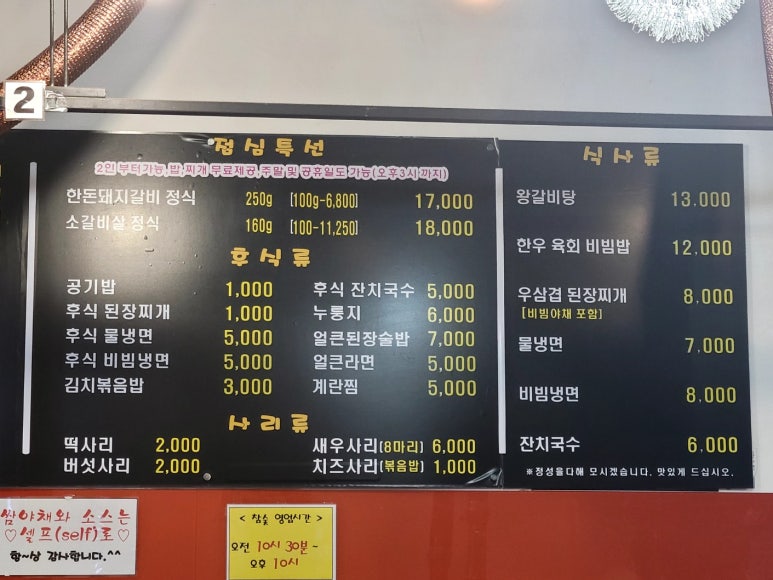 2
점심특선
2인 부터가능,밥,찌개 무료제공,주말 및 공휴일도 가능(오후3시 까지)
한돈돼지갈비 정식 250g [100g-6,800] 17,000
소갈비살 정식 160g [100-11,250] 18,000
후식류
공기밥 1,000
후식 된장찌개 1,000
후식 물냉면 5,000
후식 비빔냉면 5,000
김치볶음밥 3,000
후식 잔치국수 5,000
누룽지 6,000
얼큰된장술밥 7,000
얼큰라면 5,000
계란찜 5,000
사리류
떡사리 2,000
버섯사리 2,000
새우사리(8마리) 6,000
치즈사리(볶음밥) 1,000
식사류
왕갈비탕 13.000
한우 육회 비빔밥 12,000
우삼겹 된장찌개 8,000
[비빔야채 포함]
물냉면 7,000
비빔냉면 8,000
잔치국수 6,000
※정성을다해 모시겠습니다. 맛있게 드십시오.
쌈야채와 소스는
♡셀프(self)로♡
항~상 감사합니다.^^
< 참숯 영업시간 >
오전 10시 30분~
오후 10시